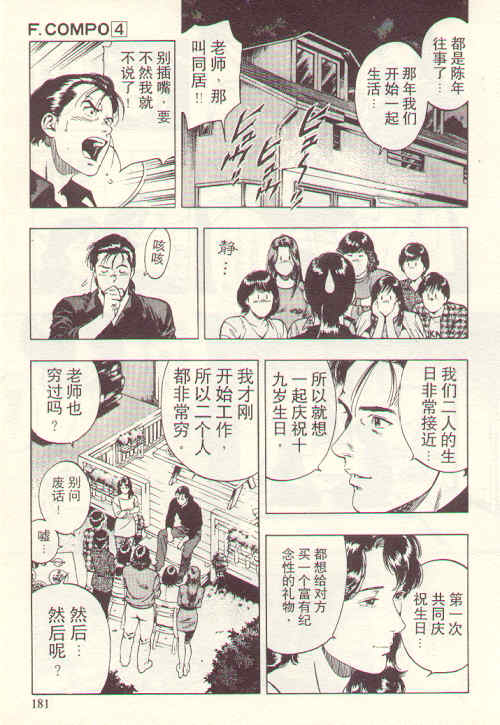 F. COMPO 4
都是陈年
往事了…
那年我们
开始一起
生活…
老师，那
叫同居!!
别插嘴，要
不然我就
不说了！
静…
咳咳
我们二人的生
日非常接近…
所以就想
一起庆祝十
九岁生日，
我才刚
开始工作，
所以二个人
都非常穷。
老师也
穷过吗？
别问
废话！
嘘…
然后…
然后呢？
第一次
共同庆
祝生日…
都想给对方
买一个富有纪
念性的礼物，
181